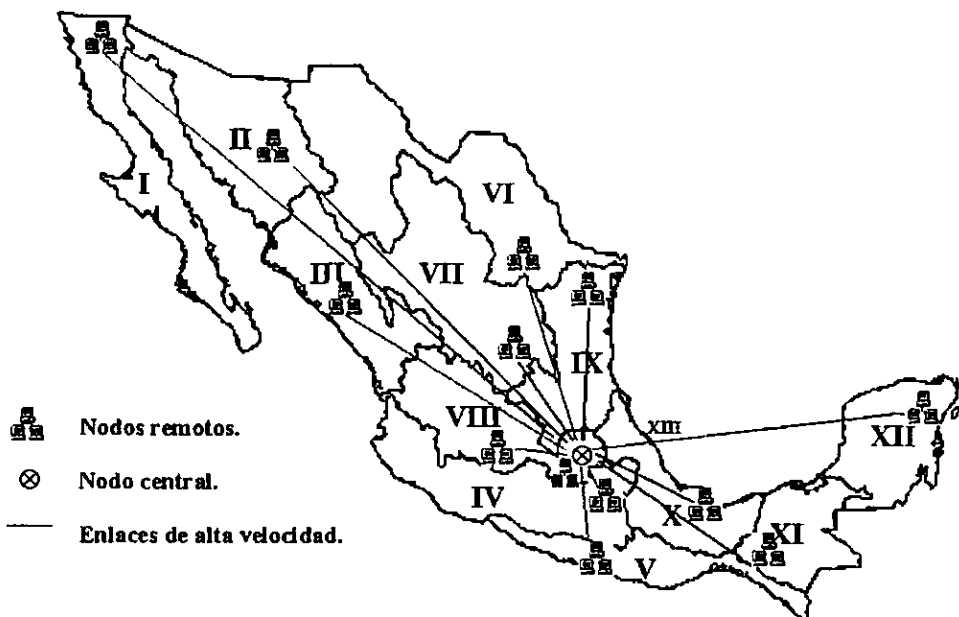 II
VI
I
III
VII
IX
VIII
XIII
XII
Nodos remotos.
Nodo central.
IV
X
XI
Enlaces de alta velocidad.
V